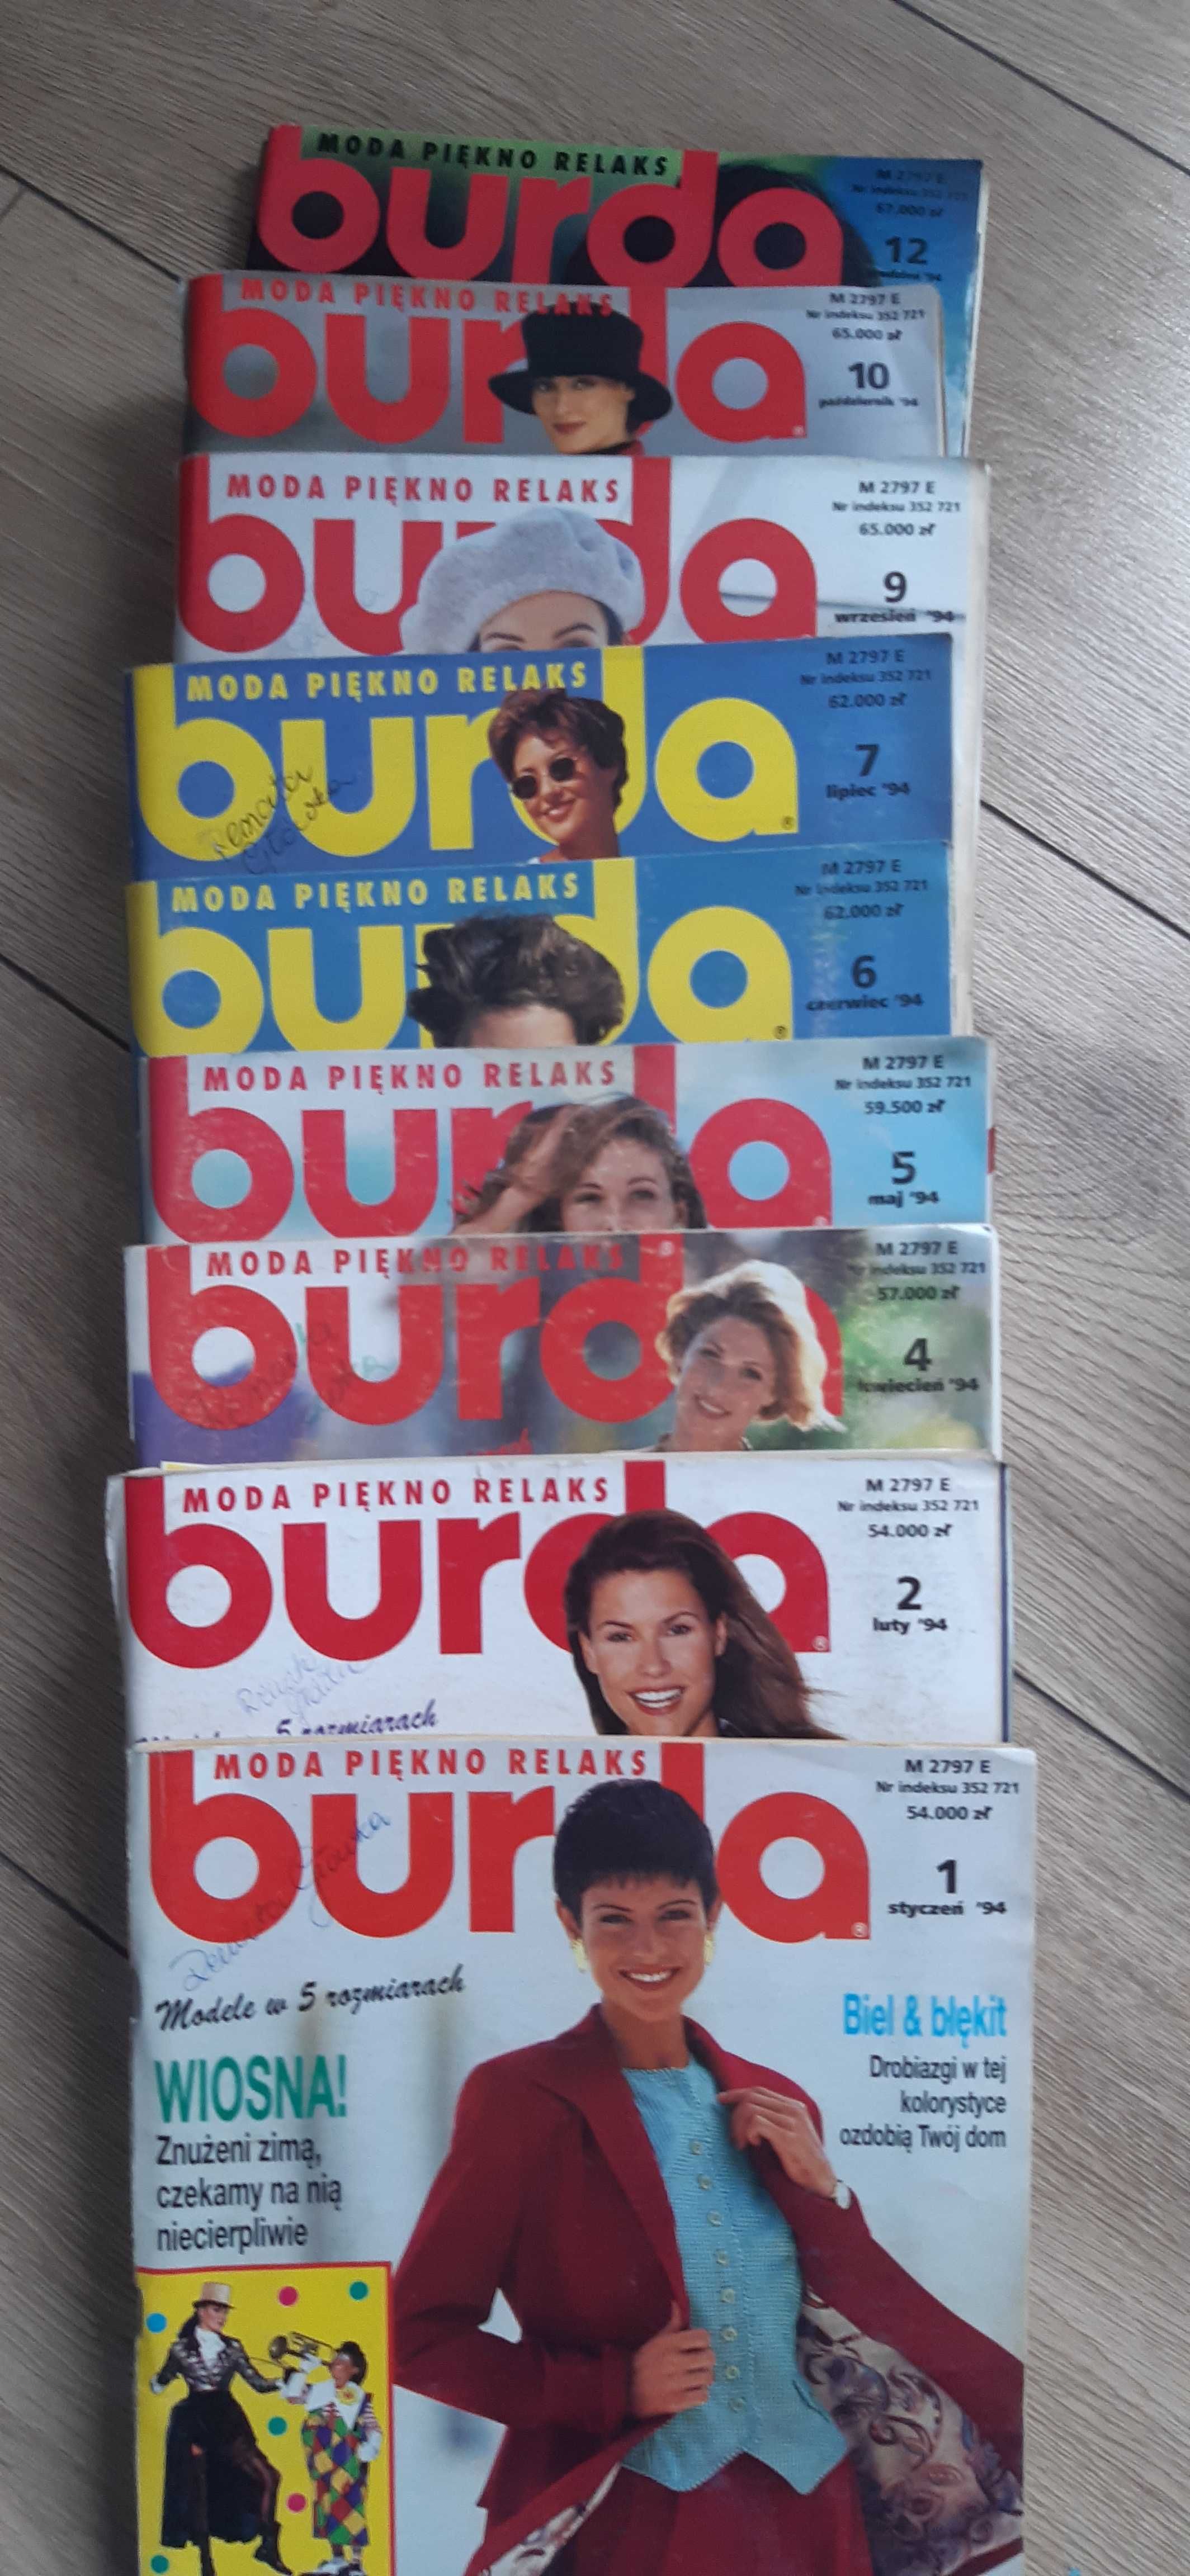 MODA PIĘKNO RELAKS
burda
M 2797 E
Nr indeksu 352 721
67.000 zł
12
grudzień '94
MODA PIĘKNO RELAKS
burda
M 2797 E
Nr indeksu 352 721
65.000 zł
10
październik '94
MODA PIĘKNO RELAKS
burda
M 2797 E
Nr indeksu 352 721
65.000 zł
9
wrzesień '94
MODA PIĘKNO RELAKS
burda
M 2797 E
Nr indeksu 352 721
62.000 zł
7
lipiec '94
Renata
Głowka
MODA PIĘKNO RELAKS
burda
M 2797 E
Nr indeksu 352 721
62.000 zł
6
czerwiec '94
MODA PIĘKNO RELAKS
burda
M 2797 E
Nr indeksu 352 721
59.500 zł
5
maj '94
MODA PIĘKNO RELAKS
burda
M 2797 E
Nr indeksu 352 721
57.000 zł
4
kwiecień '94
MODA PIĘKNO RELAKS
burda
M 2797 E
Nr indeksu 352 721
54.000 zł
2
luty '94
5 rozmiarach
MODA PIĘKNO RELAKS
burda
M 2797 E
Nr indeksu 352 721
54.000 zł
1
styczeń '94
Renata Głowka
Modele w 5 rozmiarach
WIOSNA!
Znużeni zimą,
czekamy na nią
niecierpliwie
Biel & błękit
Drobiazgi w tej
kolorystyce
ozdobią Twój dom